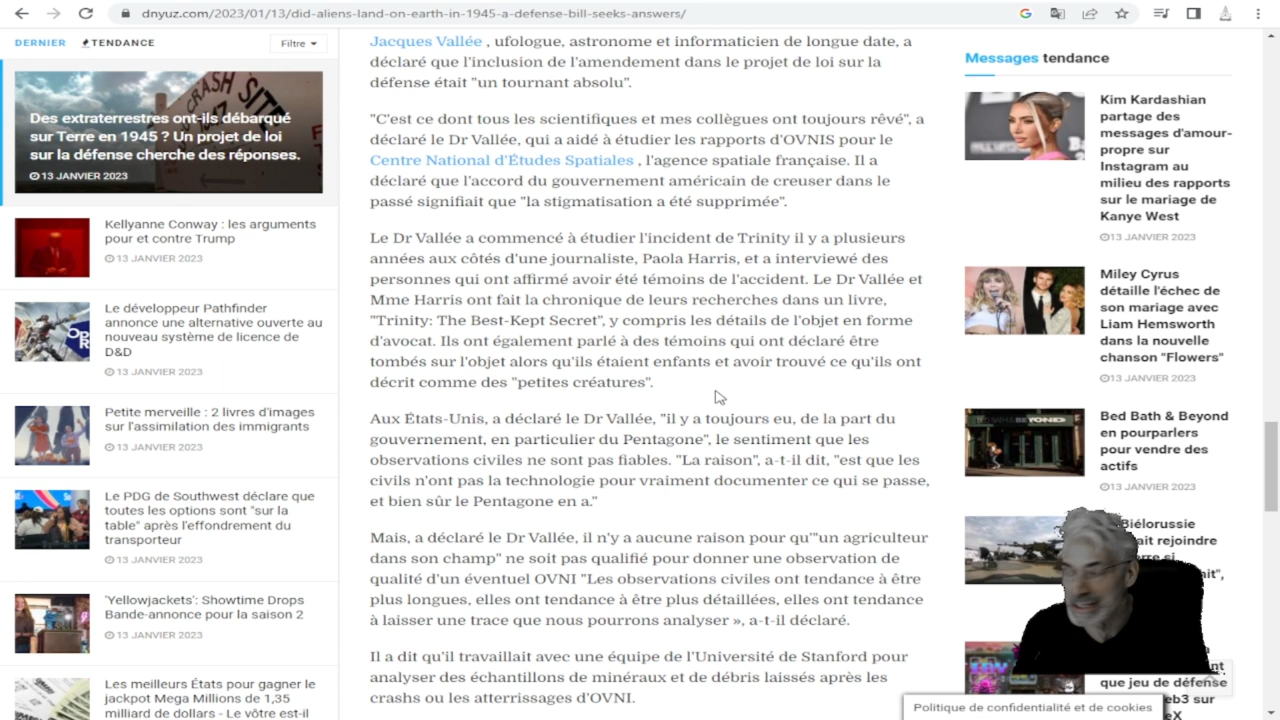 dnyuz.com/2023/01/13/did-aliens-land-on-earth-in-1945-a-defense-bill-seeks-answers/
DERNIER
TENDANCE
Filtre
CRASH SITE
Des extraterrestres ont-ils débarqué
sur Terre en 1945 ? Un projet de loi
sur la défense cherche des réponses.
13 JANVIER 2023
Kellyanne Conway : les arguments
pour et contre Trump
13 JANVIER 2023
Le développeur Pathfinder
annonce une alternative ouverte au
nouveau système de licence de
D&D
13 JANVIER 2023
Petite merveille : 2 livres d'images
sur l'assimilation des immigrants
13 JANVIER 2023
Le PDG de Southwest déclare que
toutes les options sont "sur la
table" après l'effondrement du
transporteur
13 JANVIER 2023
'Yellowjackets': Showtime Drops
Bande-annonce pour la saison 2
13 JANVIER 2023
Les meilleurs États pour gagner le
jackpot Mega Millions de 1,35
milliard de dollars - Le vôtre est-il
Jacques Vallée , ufologue, astronome et informaticien de longue date, a
déclaré que l'inclusion de l'amendement dans le projet de loi sur la
défense était "un tournant absolu".
"C'est ce dont tous les scientifiques et mes collègues ont toujours rêvé", a
déclaré le Dr Vallée, qui a aidé à étudier les rapports d'OVNIS pour le
Centre National d'Études Spatiales , l'agence spatiale française. Il a
déclaré que l'accord du gouvernement américain de creuser dans le
passé signifiait que "la stigmatisation a été supprimée".
Le Dr Vallée a commencé à étudier l'incident de Trinity il y a plusieurs
années aux côtés d'une journaliste, Paola Harris, et a interviewé des
personnes qui ont affirmé avoir été témoins de l'accident. Le Dr Vallée et
Mme Harris ont fait la chronique de leurs recherches dans un livre,
"Trinity: The Best-Kept Secret", y compris les détails de l'objet en forme
d'avocat. Ils ont également parlé à des témoins qui ont déclaré être
tombés sur l'objet alors qu'ils étaient enfants et avoir trouvé ce qu'ils ont
décrit comme des "petites créatures".
Aux États-Unis, a déclaré le Dr Vallée, "il y a toujours eu, de la part du
gouvernement, en particulier du Pentagone", le sentiment que les
observations civiles ne sont pas fiables. "La raison", a-t-il dit, "est que les
civils n'ont pas la technologie pour vraiment documenter ce qui se passe,
et bien sûr le Pentagone en a."
Mais, a déclaré le Dr Vallée, il n'y a aucune raison pour qu'"un agriculteur
dans son champ" ne soit pas qualifié pour donner une observation de
qualité d'un éventuel OVNI "Les observations civiles ont tendance à être
plus longues, elles ont tendance à être plus détaillées, elles ont tendance
à laisser une trace que nous pourrons analyser », a-t-il déclaré.
Il a dit qu'il travaillait avec une équipe de l'Université de Stanford pour
analyser des échantillons de minéraux et de débris laissés après les
crashs ou les atterrissages d'OVNI.
Messages tendance
Kim Kardashian
partage des
messages d'amour-
propre sur
Instagram au
milieu des rapports
sur le mariage de
Kanye West
13 JANVIER 2023
Miley Cyrus
détaille l'échec de
son mariage avec
Liam Hemsworth
dans la nouvelle
chanson "Flowers"
13 JANVIER 2023
Bed Bath & Beyond
en pourparlers
pour vendre des
actifs
13 JANVIER 2023
Biélorussie
rejoindre
si
que jeu de défense
sur
Politique de confidentialité et de cookies